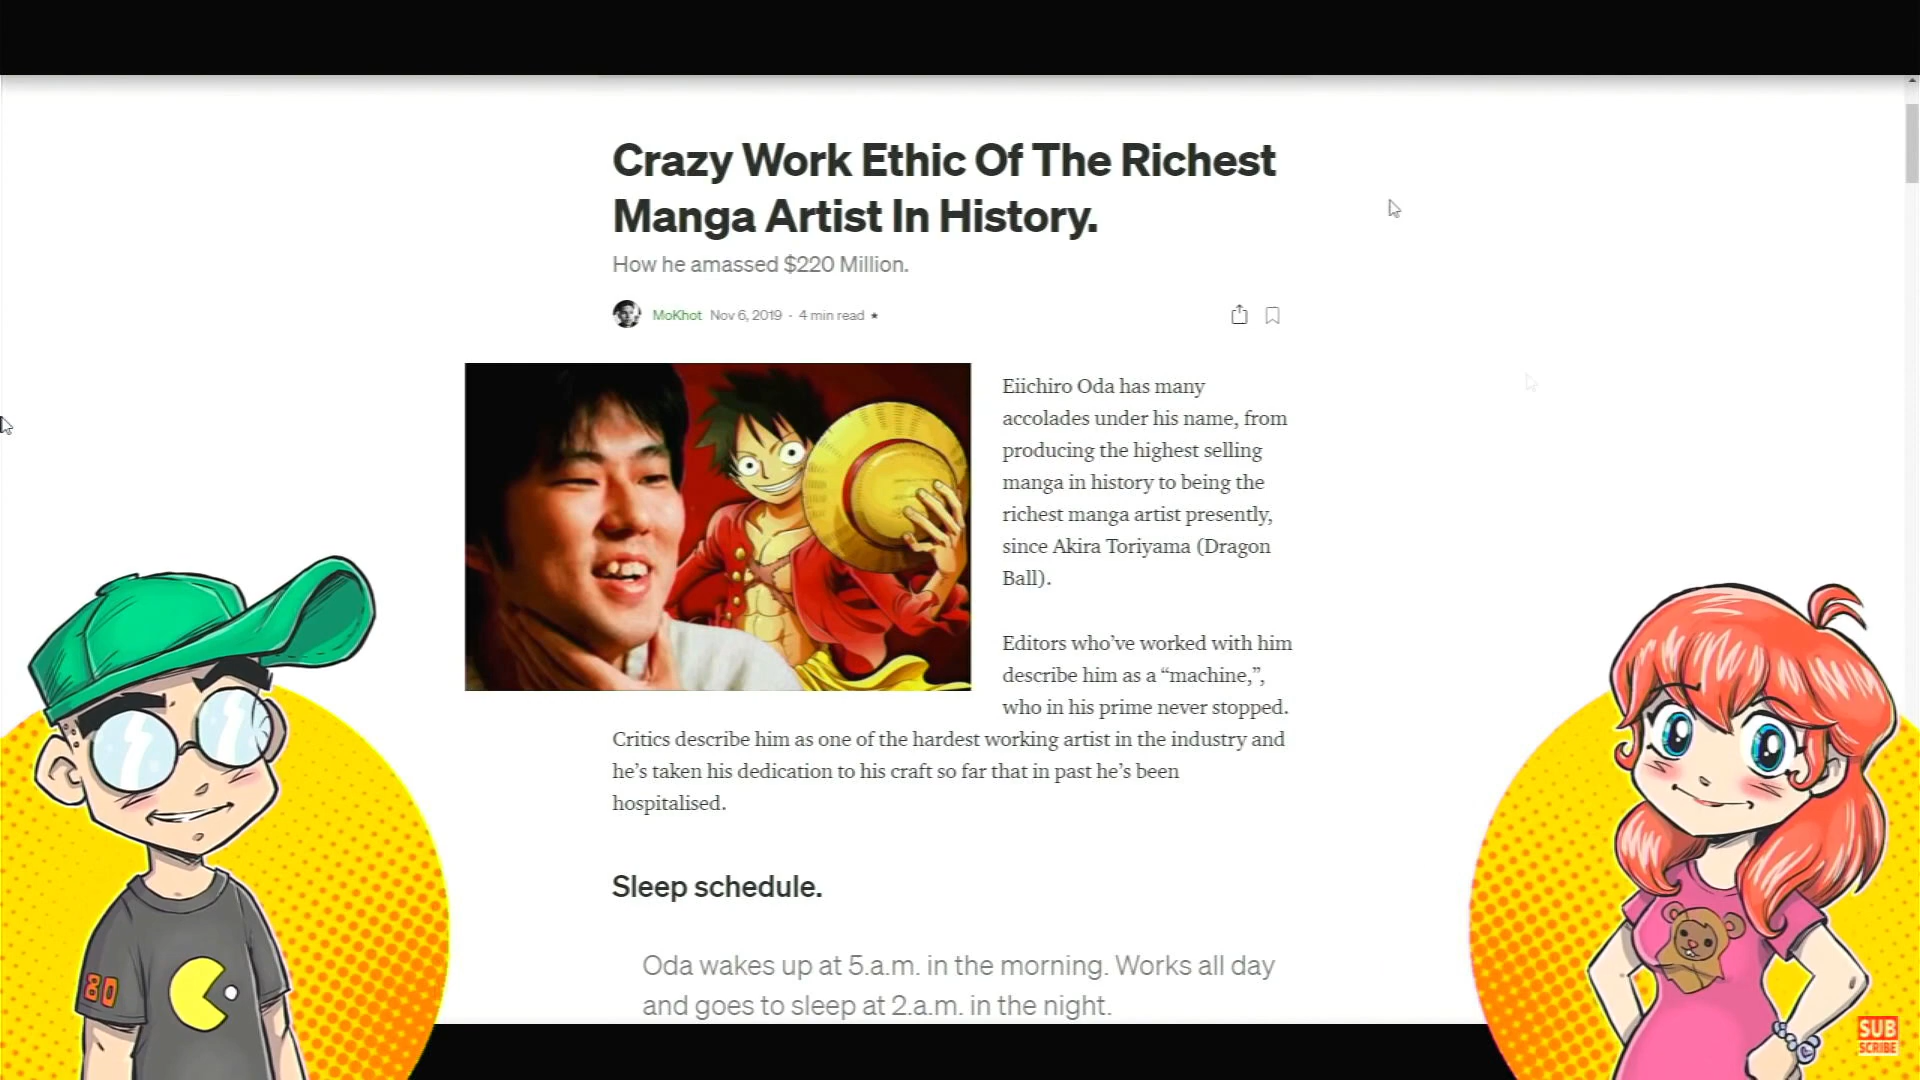 Crazy Work Ethic Of The Richest
Manga Artist In History.
How he amassed $220 Million.
MoKhot Nov 6, 2019 · 4 min read ★
Eiichiro Oda has many
accolades under his name, from
producing the highest selling
manga in history to being the
richest manga artist presently,
since Akira Toriyama (Dragon
Ball).
Editors who’ve worked with him
describe him as a “machine,”,
who in his prime never stopped.
Critics describe him as one of the hardest working artist in the industry and
he’s taken his dedication to his craft so far that in past he’s been
hospitalised.
Sleep schedule.
Oda wakes up at 5.a.m. in the morning. Works all day
and goes to sleep at 2.a.m. in the night.
80
SUB
SCRIBE